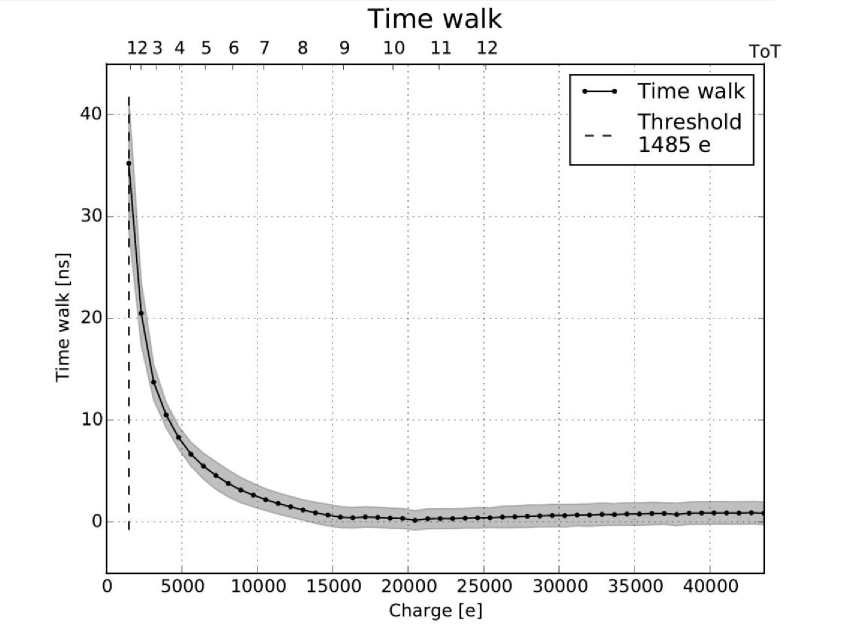 Time walk
1 2 3 4 5 6 7 8 9 10 11 12 ToT
Time walk
Threshold
1485 e
40
30
20
10
0
Time walk [ns]
0 5000 10000 15000 20000 25000 30000 35000 40000
Charge [e]